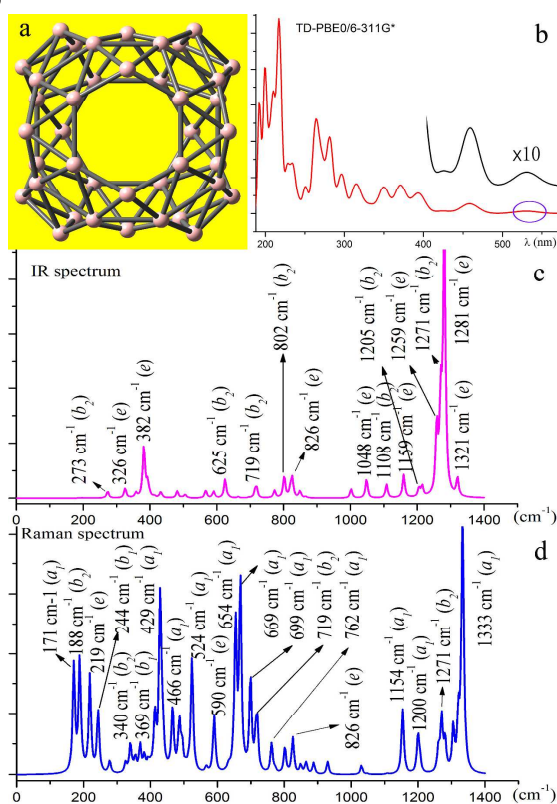 a
b
TD-PBE0/6-311G*
x10
200
300
400
500
λ (nm)
IR spectrum
c
273 cm⁻¹ (b₂)
326 cm⁻¹ (e)
382 cm⁻¹ (e)
625 cm⁻¹ (b₂)
719 cm⁻¹ (b₂)
802 cm⁻¹ (b₂)
826 cm⁻¹ (e)
1048 cm⁻¹ (e)
1108 cm⁻¹ (b₂)
1159 cm⁻¹ (e)
1205 cm⁻¹ (b₂)
1259 cm⁻¹ (e)
1271 cm⁻¹ (b₂)
1281 cm⁻¹ (e)
1321 cm⁻¹ (e)
0
200
400
600
800
1000
1200
1400
(cm⁻¹)
Raman spectrum
d
171 cm-1 (a₁)
188 cm⁻¹ (b₂)
219 cm⁻¹ (e)
244 cm⁻¹ (b₁)
340 cm⁻¹ (b₂)
369 cm⁻¹ (b₁)
429 cm⁻¹ (a₁)
466 cm⁻¹ (a₁)
524 cm⁻¹ (a₁)
590 cm⁻¹ (e)
654 cm⁻¹ (a₁)
669 cm⁻¹ (a₁)
699 cm⁻¹ (a₁)
719 cm⁻¹ (b₂)
762 cm⁻¹ (a₁)
826 cm⁻¹ (e)
1154 cm⁻¹ (a₁)
1200 cm⁻¹ (a₁)
1271 cm⁻¹ (b₂)
1333 cm⁻¹ (a₁)
0
200
400
600
800
1000
1200
1400
(cm⁻¹)